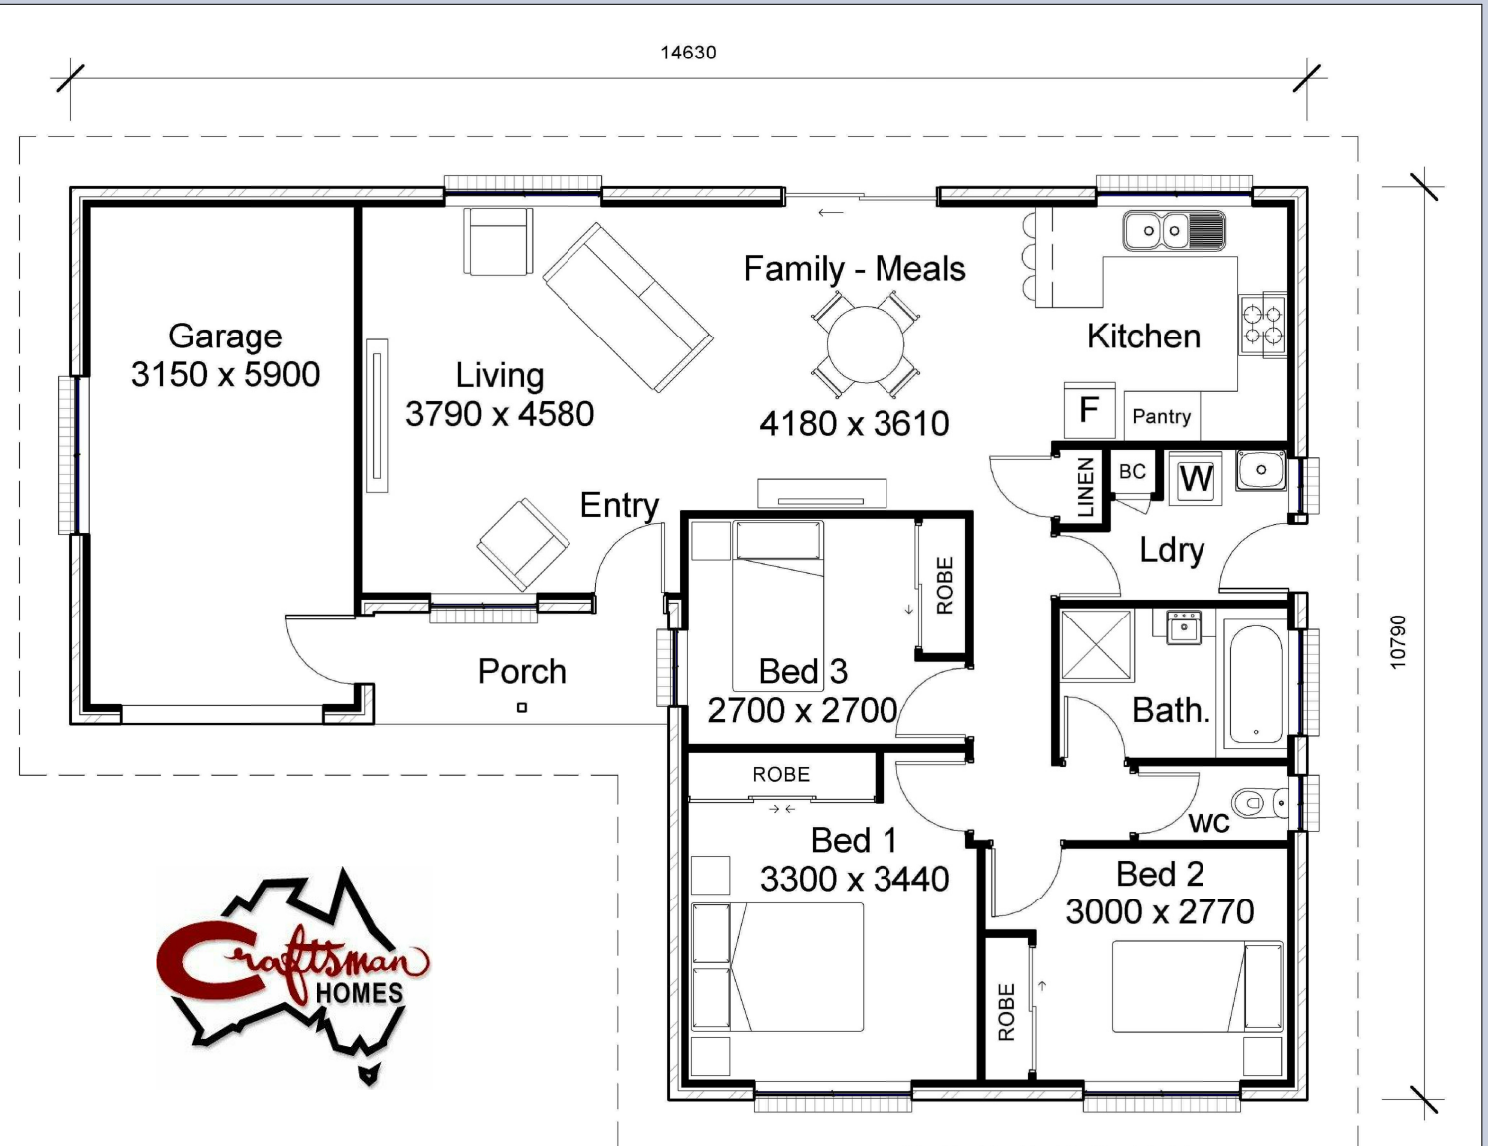 14630
Family - Meals
Garage
3150 x 5900
Kitchen
Living
3790 x 4580
4180 x 3610
F
Pantry
LINEN
BC
W
Entry
Ldry
ROBE
10790
Porch
Bed 3
2700 x 2700
Bath.
ROBE
wc
Bed 1
3300 x 3440
Bed 2
3000 x 2770
ROBE
Craftsman
HOMES